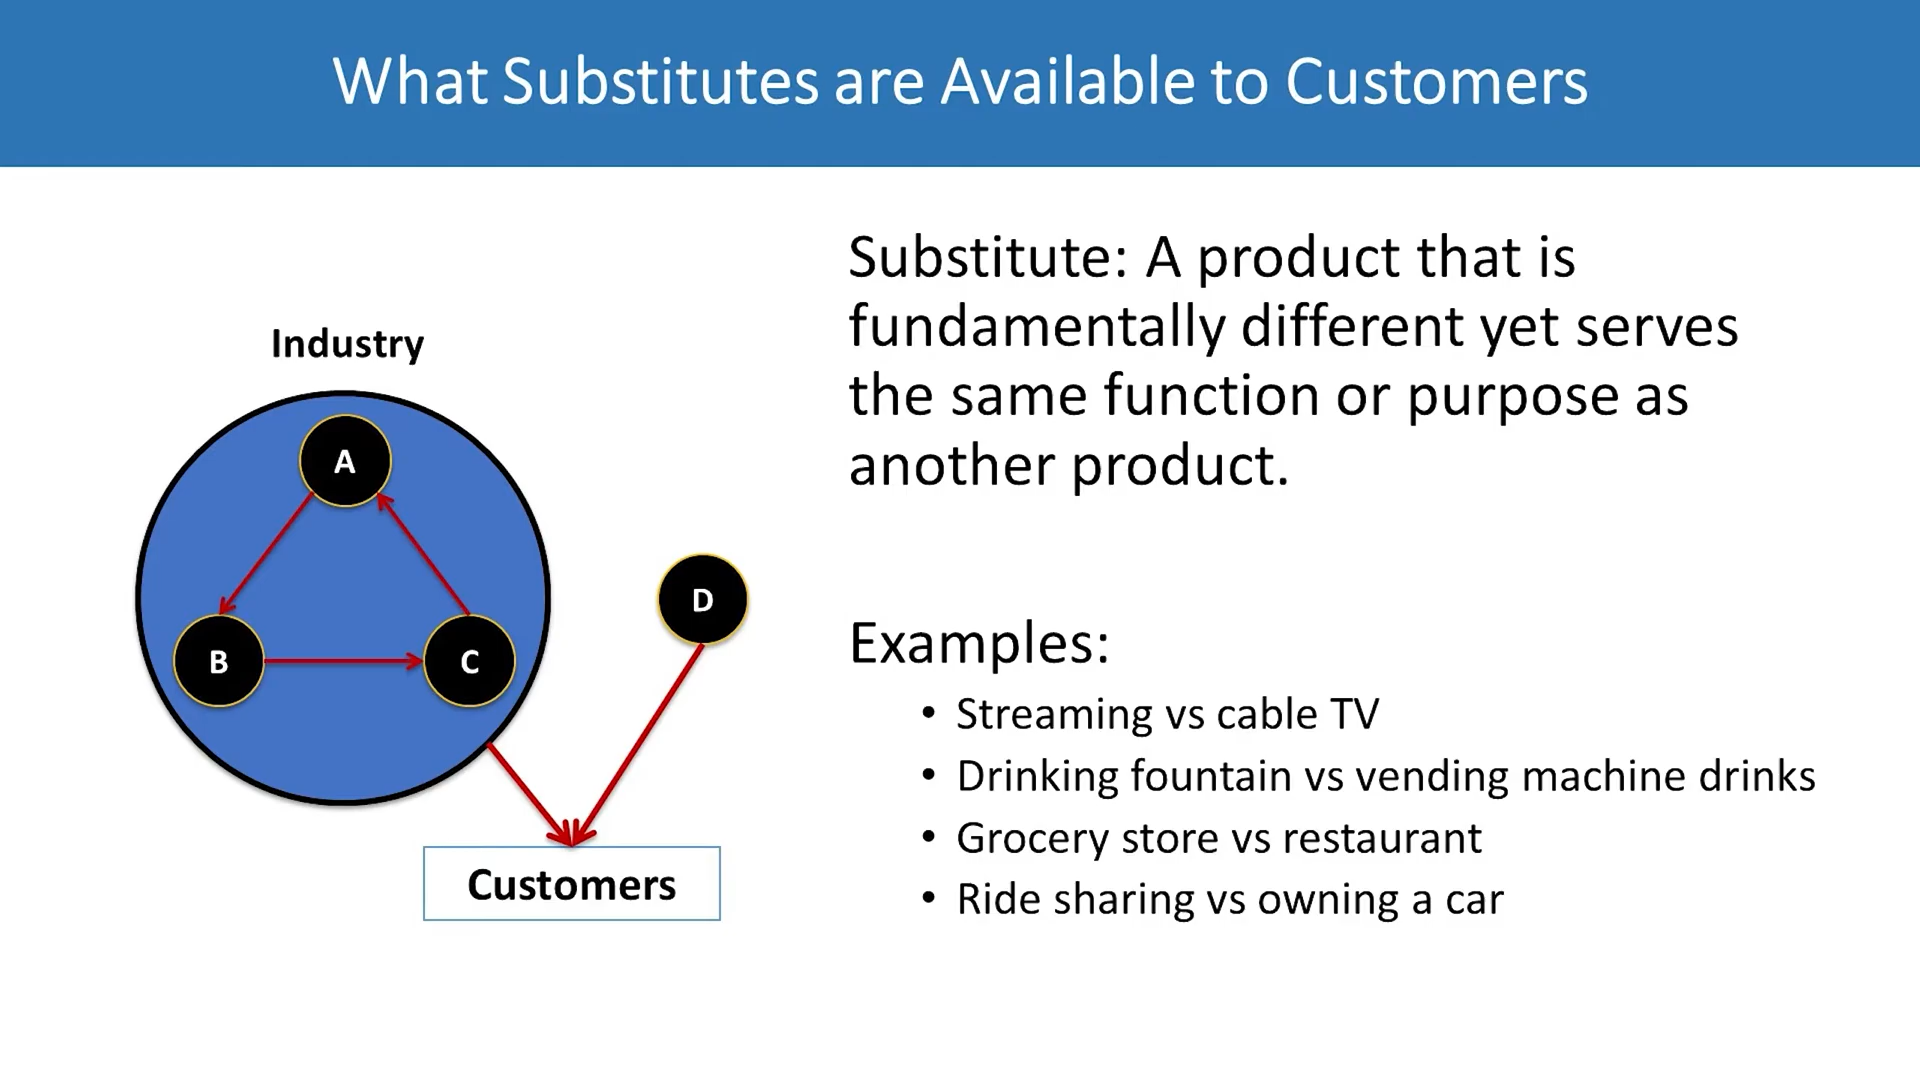 What Substitutes are Available to Customers
Industry
A
B
C
D
Customers
Substitute: A product that is
fundamentally different yet serves
the same function or purpose as
another product.
Examples:
• Streaming vs cable TV
• Drinking fountain vs vending machine drinks
• Grocery store vs restaurant
• Ride sharing vs owning a car